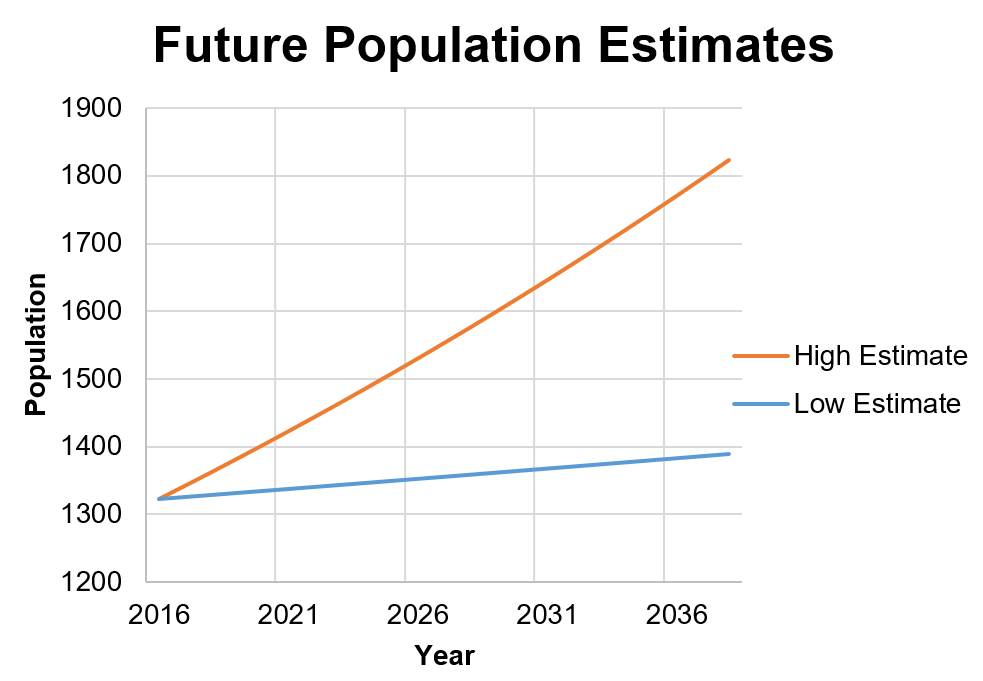 Future Population Estimates
1900
1800
1700
1600
1500
1400
1300
1200
Population
High Estimate
Low Estimate
2016 2021 2026 2031 2036
Year